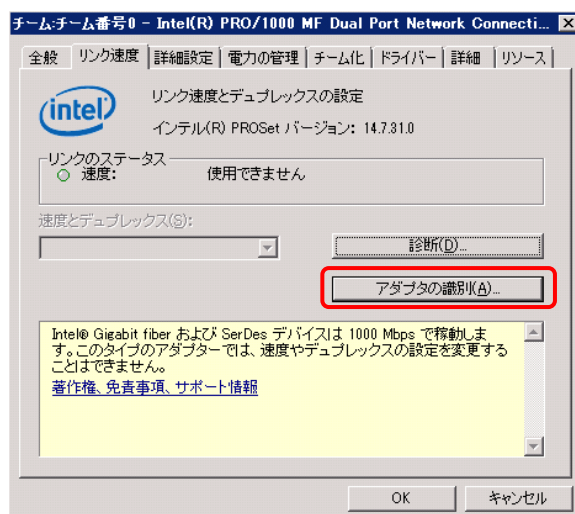 チーム:チーム番号0 - Intel(R) PRO/1000 MF Dual Port Network Connecti...
全般 リンク速度 詳細設定 電力の管理 チーム化 ドライバー 詳細 リソース
intel
リンク速度とデュプレックスの設定
インテル(R) PROSet バージョン: 14.7.31.0
リンクのステータス
速度: 使用できません
速度とデュプレックス(S):
診断(D)...
アダプタの識別(A)...
Intel® Gigabit fiber および SerDes デバイスは 1000 Mbps で稼動しま
す。このタイプのアダプターでは、速度やデュプレックスの設定を変更する
ことはできません。
著作権、免責事項、サポート情報
OK キャンセル